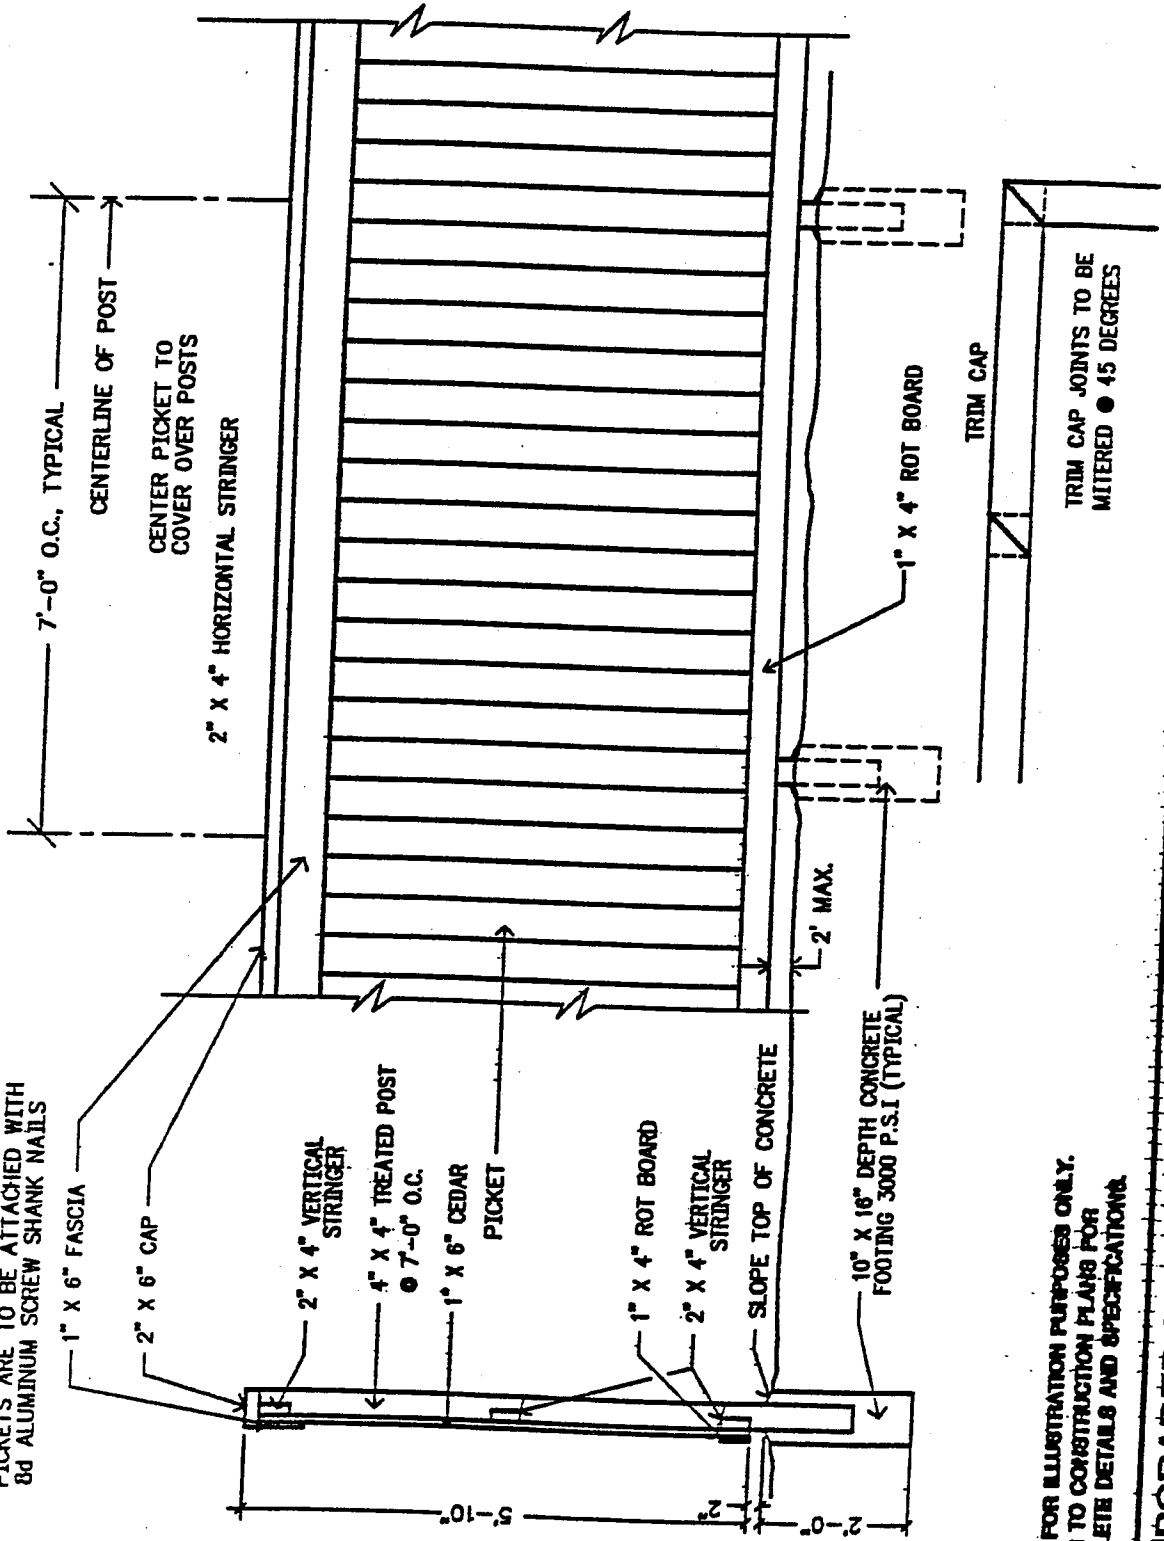 PICKETS ARE TO BE ATTACHED WITH
8d ALUMINUM SCREW SHANK NAILS
1" X 6" FASCIA
2" X 6" CAP
2" X 4" VERTICAL
STRINGER
4" X 4" TREATED POST
@ 7'-0" O.C.
1" X 6" CEDAR
PICKET
1" X 4" ROT BOARD
2" X 4" VERTICAL
STRINGER
SLOPE TOP OF CONCRETE
10" X 16" DEPTH CONCRETE
FOOTING 3000 P.S.I (TYPICAL)
5'-10"
2"
2'-0"
7'-0" O.C., TYPICAL
CENTERLINE OF POST
CENTER PICKET TO
COVER OVER POSTS
2" X 4" HORIZONTAL STRINGER
2' MAX.
1" X 4" ROT BOARD
TRIM CAP
TRIM CAP JOINTS TO BE
MITERED @ 45 DEGREES
FOR ILLUSTRATION PURPOSES ONLY.
TO CONSTRUCTION PLANS FOR
DETAILS AND SPECIFICATIONS.